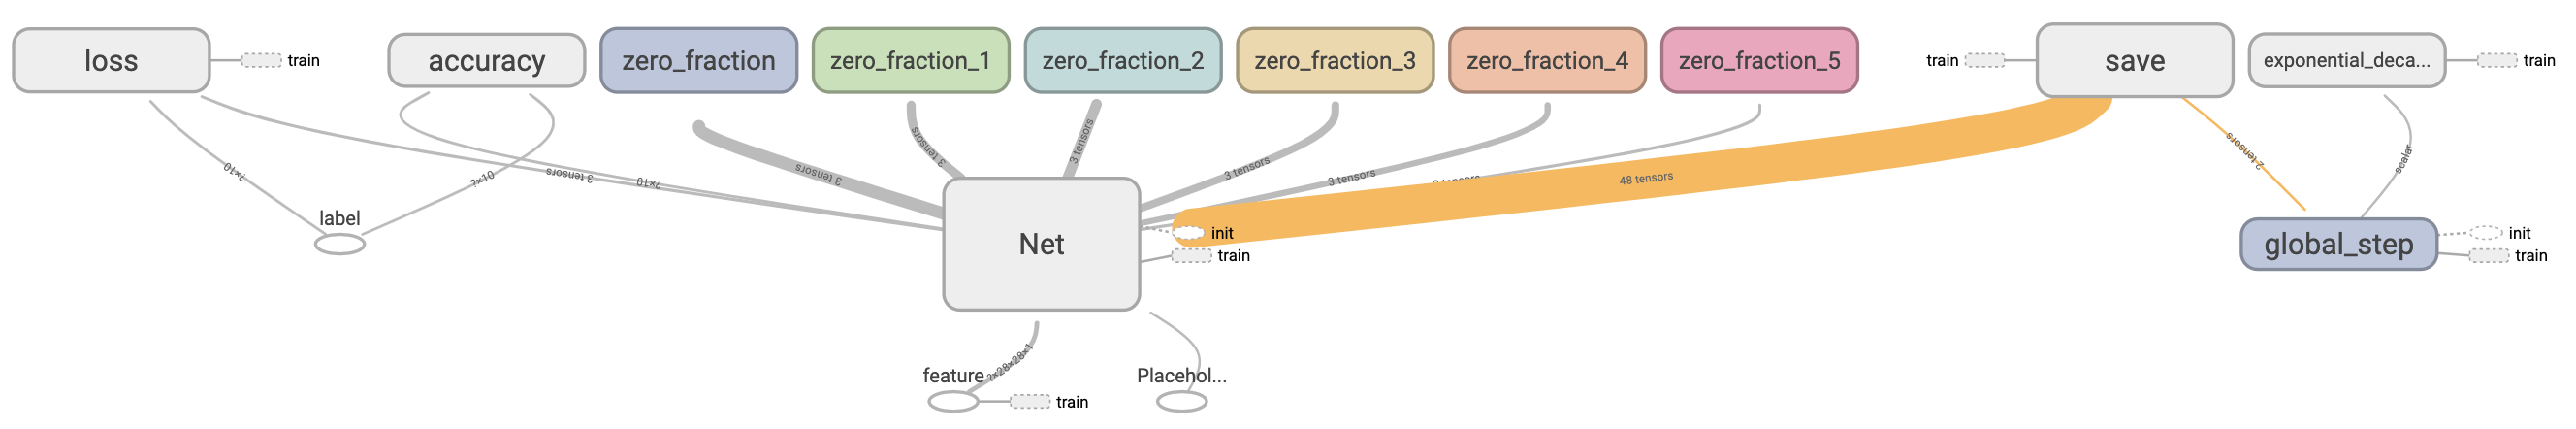 loss
train
accuracy
zero_fraction
zero_fraction_1
zero_fraction_2
zero_fraction_3
zero_fraction_4
zero_fraction_5
train
save
exponential_deca...
train
?×10
?×10
3 tensors
?×10
3 tensors
3 tensors
3 tensors
3 tensors
3 tensors
48 tensors
2 tensors
scalar
label
Net
init
train
global_step
init
train
feature
?×28×28×1
train
Placehol...